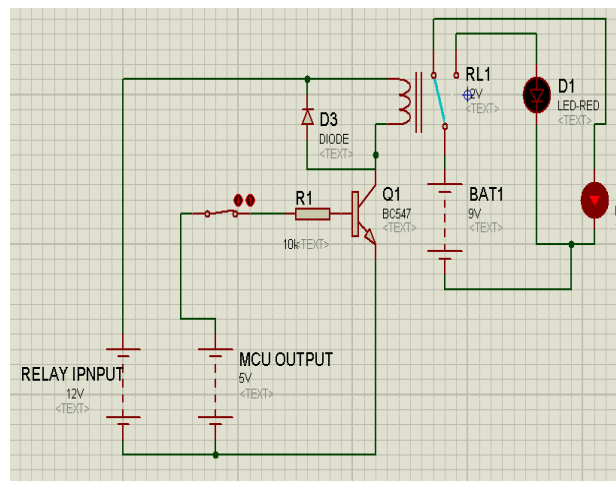 RL1
12V
<TEXT>
D1
LED-RED
<TEXT>
D3
DIODE
<TEXT>
R1
10k
<TEXT>
Q1
BC547
<TEXT>
BAT1
9V
<TEXT>
RELAY IPNPUT
12V
<TEXT>
MCU OUTPUT
5V
<TEXT>